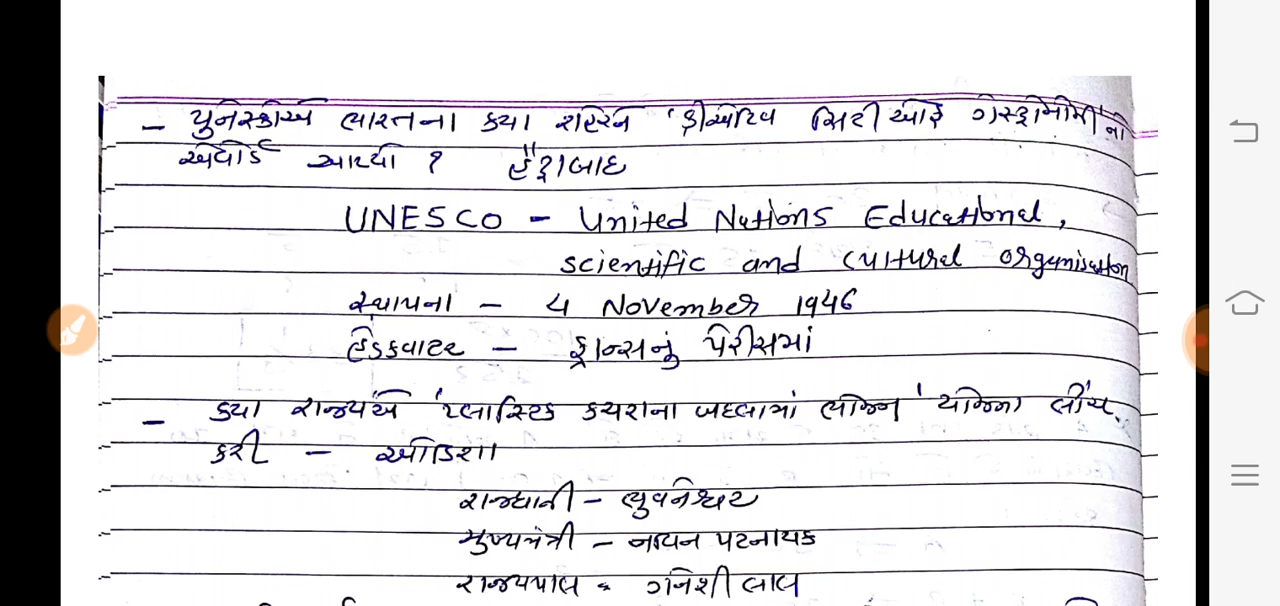 - યુનેસ્કોએ ભારતના કયા શહેરને 'ક્રીએટિવ સિટી ઓફ ગેસ્ટ્રોનોમી'નો
એવોર્ડ આપ્યો ? હૈદ્રાબાદ
UNESCO - United Nations Educational,
scientific and cultural organisation
સ્થાપના - 4 November 1946
હેડકવાટર - ફ્રાન્સનું પેરીસમાં
- કયા રાજ્યએ 'પ્લાસ્ટિક કચરાના બદલામાં ભોજન' યોજના લોંચ
કરી - ઓડિશા
રાજધાની - ભુવનેશ્વર
મુખ્યમંત્રી - નવિન પટનાયક
રાજ્યપાલ - ગનેશી લાલ